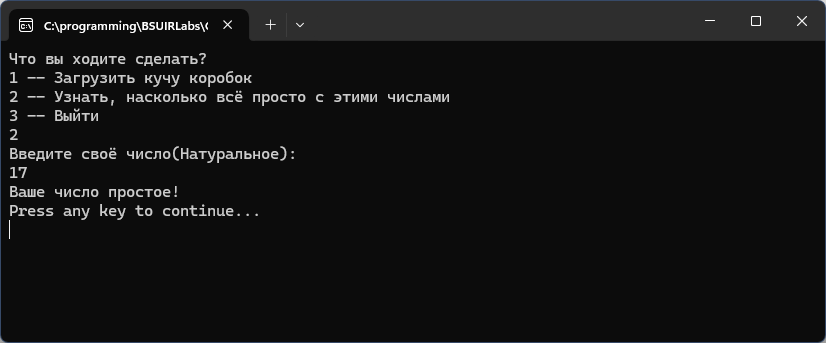 C:\programming\BSUIRLabs\
Что вы ходите сделать?
1 -- Загрузить кучу коробок
2 -- Узнать, насколько всё просто с этими числами
3 -- Выйти
2
Введите своё число(Натуральное):
17
Ваше число простое!
Press any key to continue...